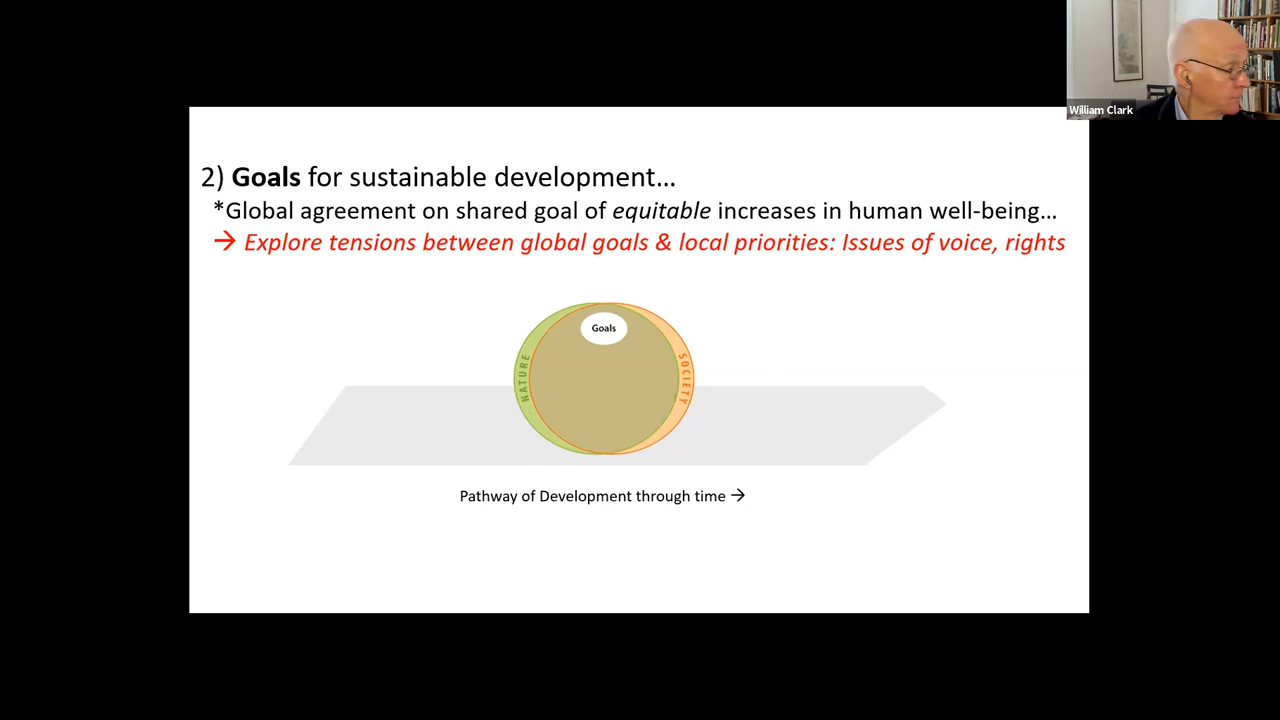 William Clark
2) Goals for sustainable development…
*Global agreement on shared goal of equitable increases in human well-being…
→ Explore tensions between global goals & local priorities: Issues of voice, rights
Goals
NATURE
SOCIETY
Pathway of Development through time →